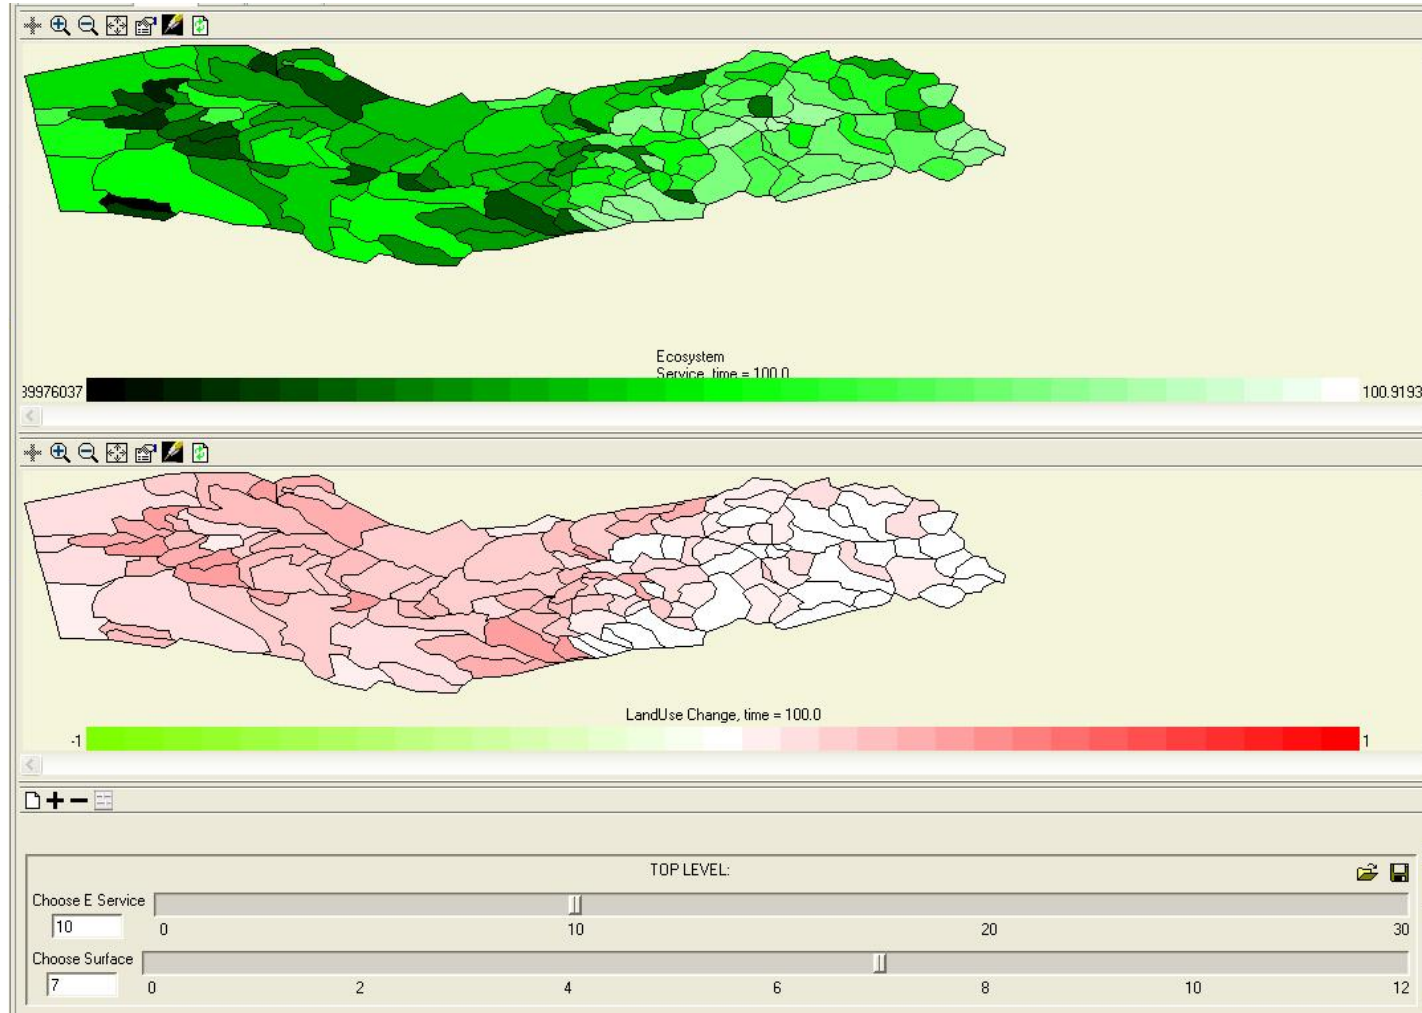 Ecosystem
Service, time = 100.0
39976037
100.9193
LandUse Change, time = 100.0
-1
1
TOP LEVEL:
Choose E Service
10
0 10 20 30
Choose Surface
7
0 2 4 6 8 10 12